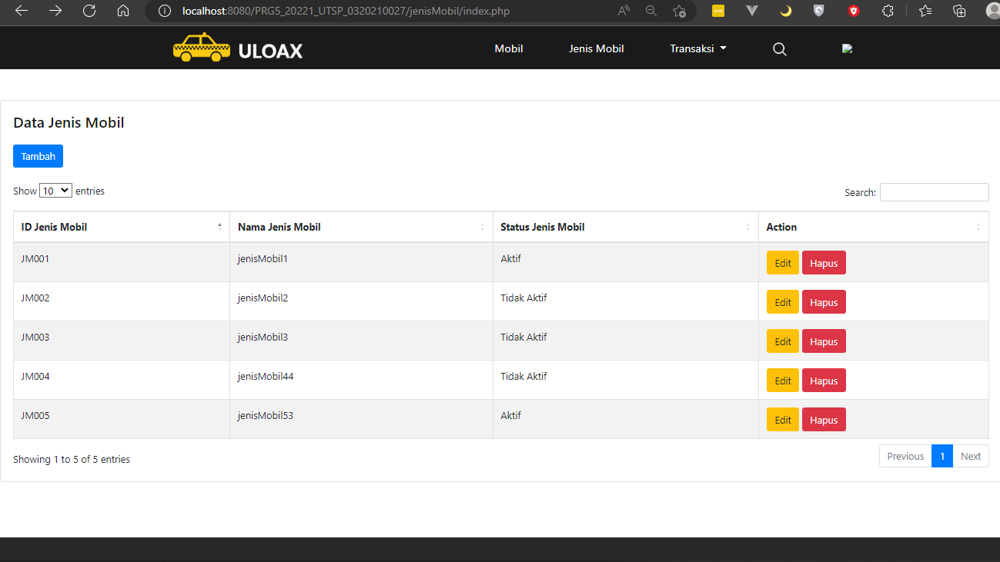 localhost:8080/PRG5_20221_UTSP_0320210027/jenisMobil/index.php
ULOAX Mobil Jenis Mobil Transaksi
Data Jenis Mobil
Tambah
Show 10 entries Search:
ID Jenis Mobil Nama Jenis Mobil Status Jenis Mobil Action
JM001 jenisMobil1 Aktif Edit Hapus
JM002 jenisMobil2 Tidak Aktif Edit Hapus
JM003 jenisMobil3 Tidak Aktif Edit Hapus
JM004 jenisMobil44 Tidak Aktif Edit Hapus
JM005 jenisMobil53 Aktif Edit Hapus
Showing 1 to 5 of 5 entries Previous 1 Next